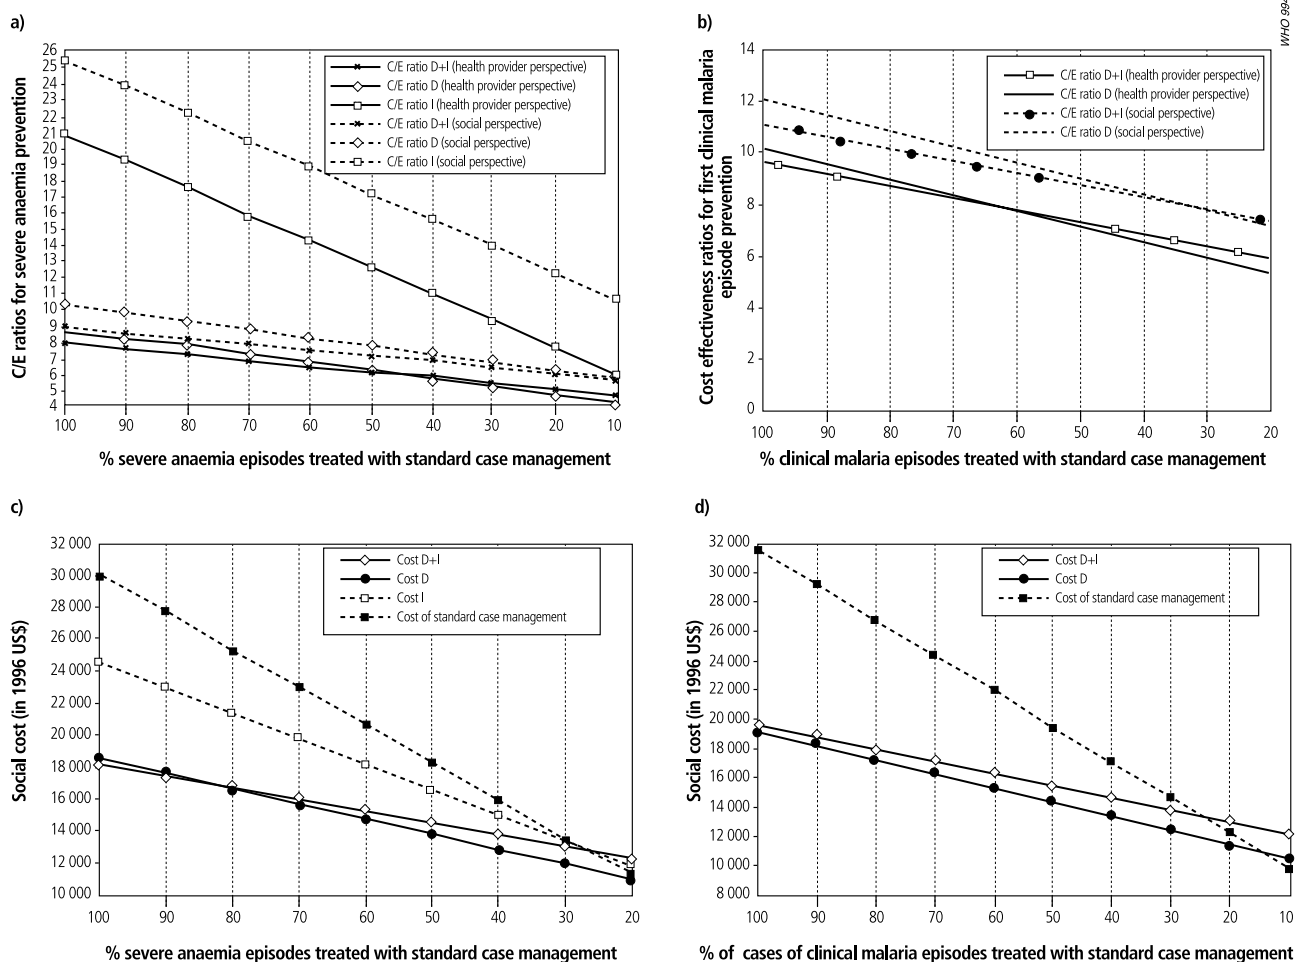 a)
C/E ratios for severe anaemia prevention
26
25
24
23
22
21
20
19
18
17
16
15
14
13
12
11
10
9
8
7
6
5
4
C/E ratio D+I (health provider perspective)
C/E ratio D (health provider perspective)
C/E ratio I (health provider perspective)
C/E ratio D+I (social perspective)
C/E ratio D (social perspective)
C/E ratio I (social perspective)
100 90 80 70 60 50 40 30 20 10
% severe anaemia episodes treated with standard case management
b)
Cost effectiveness ratios for first clinical malaria
episode prevention
14
12
10
8
6
4
2
0
C/E ratio D+I (health provider perspective)
C/E ratio D (health provider perspective)
C/E ratio D+I (social perspective)
C/E ratio D (social perspective)
100 90 80 70 60 50 40 30 20
% clinical malaria episodes treated with standard case management
WHO
c)
Social cost (in 1996 US$)
32 000
30 000
28 000
26 000
24 000
22 000
20 000
18 000
16 000
14 000
12 000
10 000
Cost D+I
Cost D
Cost I
Cost of standard case management
100 90 80 70 60 50 40 30 20
% severe anaemia episodes treated with standard case management
d)
Social cost (in 1996 US$)
32 000
30 000
28 000
26 000
24 000
22 000
20 000
18 000
16 000
14 000
12 000
10 000
8 000
Cost D+I
Cost D
Cost of standard case management
100 90 80 70 60 50 40 30 20 10
% of cases of clinical malaria episodes treated with standard case management